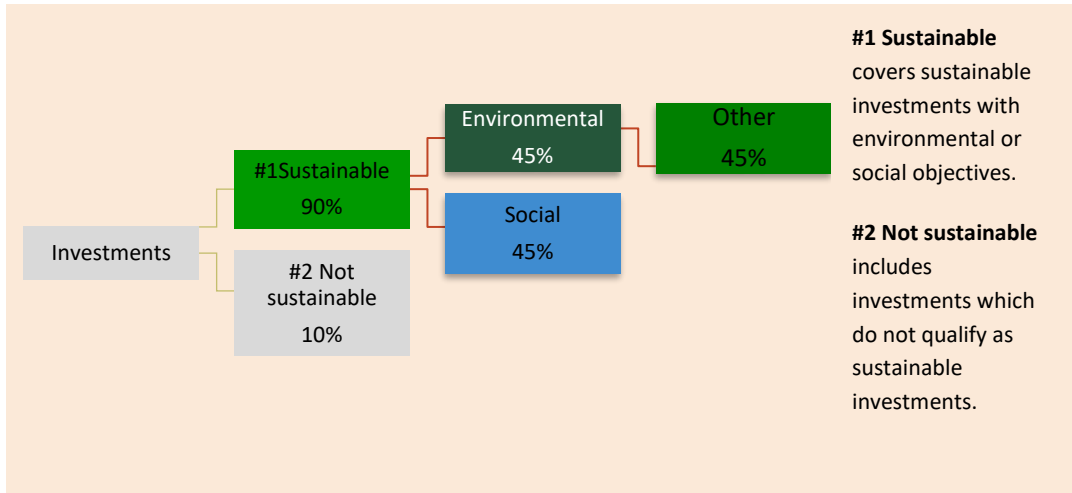 Investments
#1Sustainable
90%
#2 Not
sustainable
10%
Environmental
45%
Social
45%
Other
45%
#1 Sustainable
covers sustainable
investments with
environmental or
social objectives.
#2 Not sustainable
includes
investments which
do not qualify as
sustainable
investments.